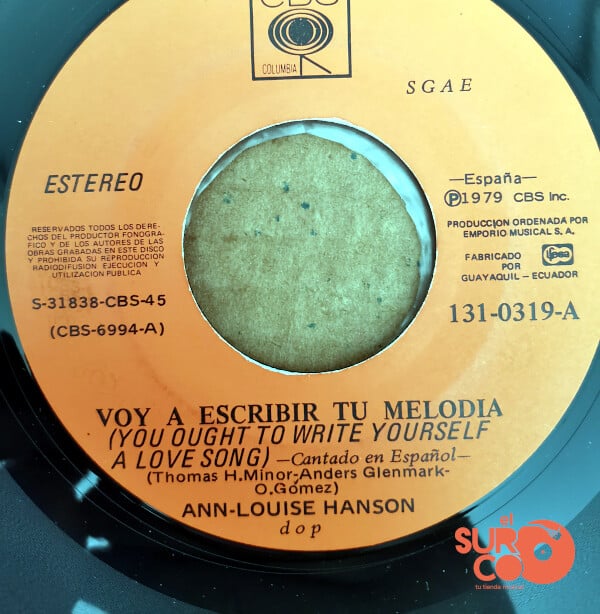 CBS
COLUMBIA
SGAE
ESTEREO
RESERVADOS TODOS LOS DERE-
CHOS DEL PRODUCTOR FONOGRA-
FICO Y DE LOS AUTORES DE LAS
OBRAS GRABADAS EN ESTE DISCO
Y PROHIBIDA SU REPRODUCCION
RADIODIFUSION EJECUCION Y
UTILIZACION PUBLICA
S-31838-CBS-45
(CBS-6994-A)
—España—
Ⓟ1979 CBS Inc.
PRODUCCION ORDENADA POR
EMPORIO MUSICAL S.A.
FABRICADO
POR
GUAYAQUIL – ECUADOR
131-0319-A
VOY A ESCRIBIR TU MELODIA
(YOU OUGHT TO WRITE YOURSELF
A LOVE SONG) —Cantado en Español—
(Thomas H.Minor-Anders Glenmark-
O.Gómez)
ANN-LOUISE HANSON
dop
el
SURCO